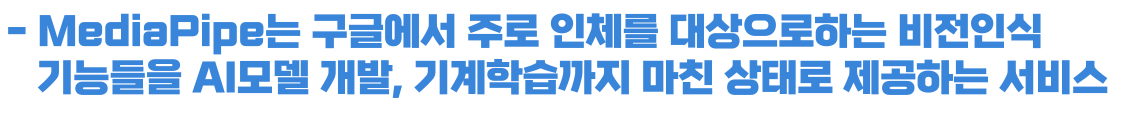 - MediaPipe는 구글에서 주로 인체를 대상으로하는 비전인식
기능들을 AI모델 개발, 기계학습까지 마친 상태로 제공하는 서비스